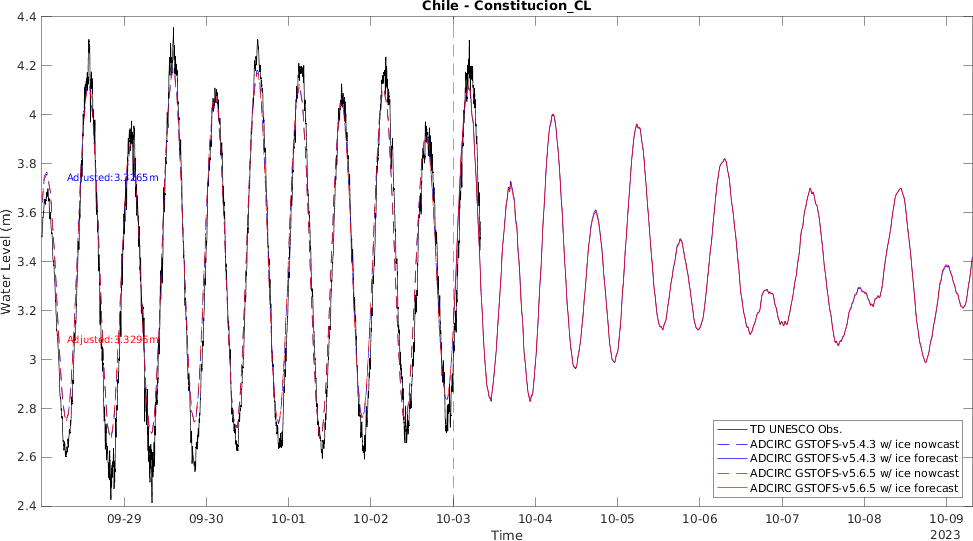 Chile - Constitucion_CL
4.4
4.2
4
3.8
3.6
3.4
3.2
3
2.8
2.6
2.4
Water Level (m)
Adjusted:3.3265m
Adjusted:3.3296m
TD UNESCO Obs.
ADCIRC GSTOFS-v5.4.3 w/ ice nowcast
ADCIRC GSTOFS-v5.4.3 w/ ice forecast
ADCIRC GSTOFS-v5.6.5 w/ ice nowcast
ADCIRC GSTOFS-v5.6.5 w/ ice forecast
09-29 09-30 10-01 10-02 10-03 10-04 10-05 10-06 10-07 10-08 10-09
Time
2023